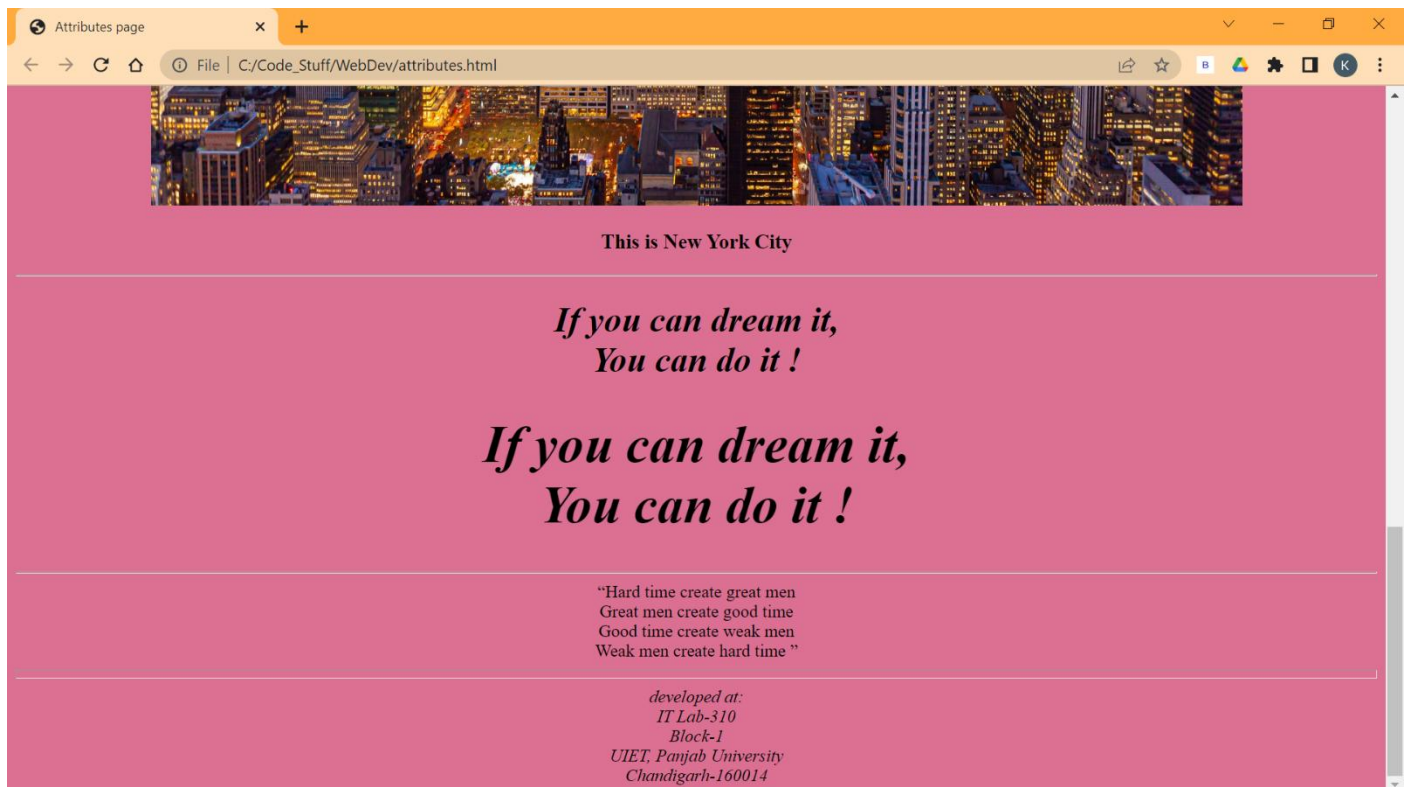 Attributes page
File | C:/Code_Stuff/WebDev/attributes.html
B
K
This is New York City
If you can dream it,
You can do it !
If you can dream it,
You can do it !
“Hard time create great men
Great men create good time
Good time create weak men
Weak men create hard time ”
developed at:
IT Lab-310
Block-1
UIET, Panjab University
Chandigarh-160014